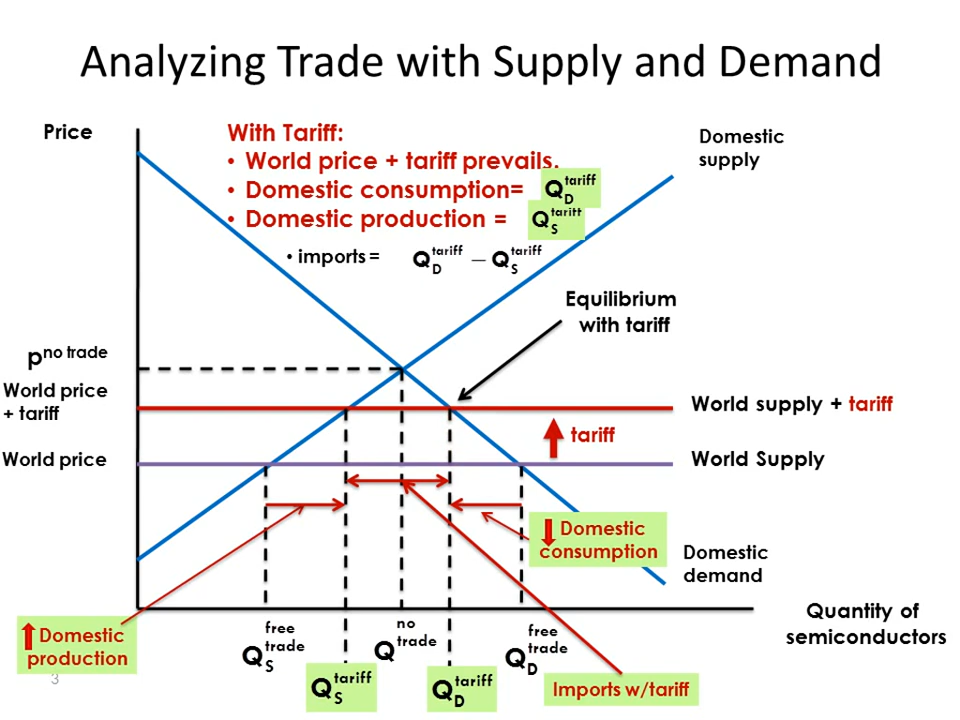 Analyzing Trade with Supply and Demand
Price
With Tariff:
• World price + tariff prevails.
• Domestic consumption= Q_D^tariff
• Domestic production = Q_S^tariff
• imports = Q_D^tariff — Q_S^tariff
Domestic
supply
Equilibrium
with tariff
p^no trade
World price
+ tariff
World supply + tariff
tariff
World price
World Supply
Domestic
consumption
Domestic
demand
Quantity of
semiconductors
Domestic
production
Q_S^free trade
Q_S^tariff
Q^no trade
Q_D^tariff
Q_D^free trade
Imports w/tariff
3